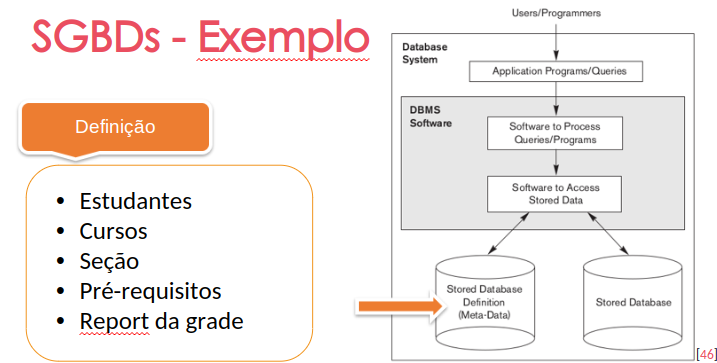 SGBDs - Exemplo
Definição
• Estudantes
• Cursos
• Seção
• Pré-requisitos
• Report da grade
Users/Programmers
Database
System
Application Programs/Queries
DBMS
Software
Software to Process
Queries/Programs
Software to Access
Stored Data
Stored Database
Definition
(Meta-Data)
Stored Database
[46]